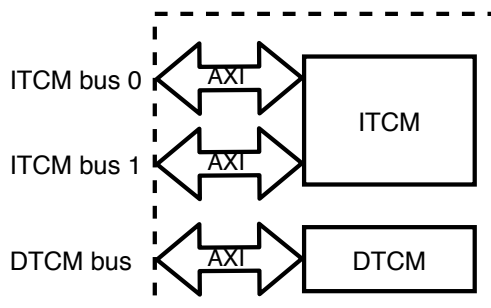 ITCM bus 0
AXI
ITCM
ITCM bus 1
AXI
DTCM bus
AXI
DTCM